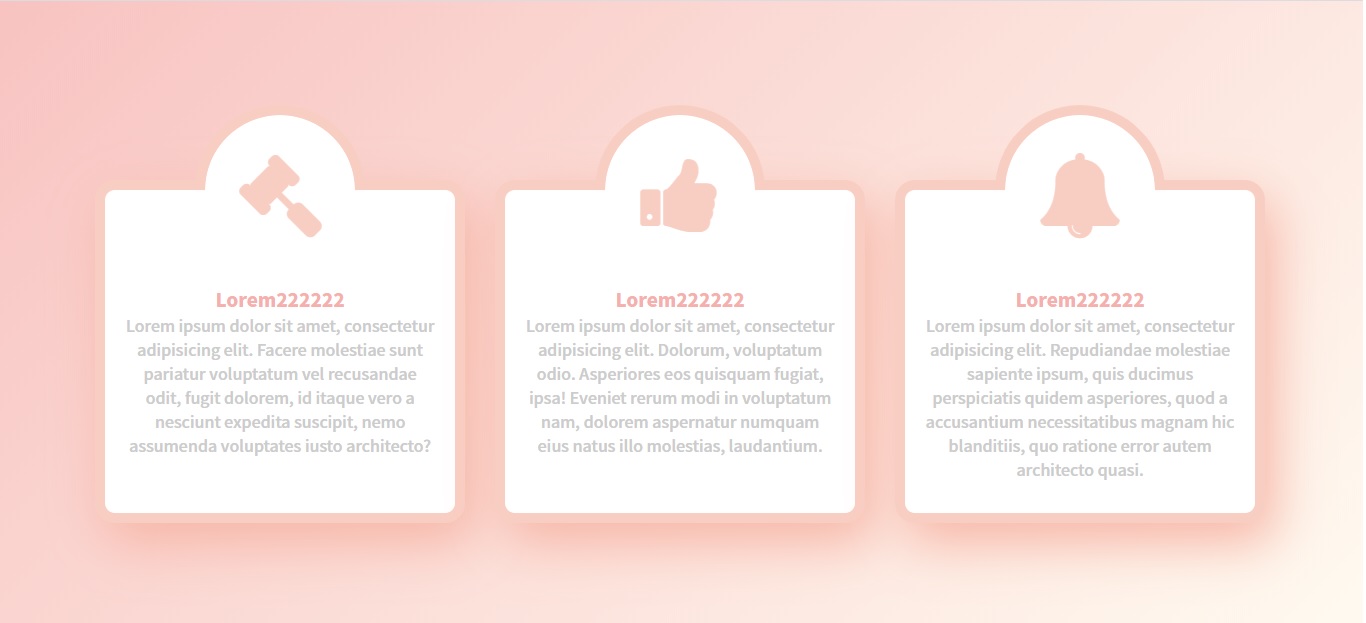 Lorem222222
Lorem ipsum dolor sit amet, consectetur
adipisicing elit. Facere molestiae sunt
pariatur voluptatum vel recusandae
odit, fugit dolorem, id itaque vero a
nesciunt expedita suscipit, nemo
assumenda voluptates iusto architecto?
Lorem222222
Lorem ipsum dolor sit amet, consectetur
adipisicing elit. Dolorum, voluptatum
odio. Asperiores eos quisquam fugiat,
ipsa! Eveniet rerum modi in voluptatum
nam, dolorem aspernatur numquam
eius natus illo molestias, laudantium.
Lorem222222
Lorem ipsum dolor sit amet, consectetur
adipisicing elit. Repudiandae molestiae
sapiente ipsum, quis ducimus
perspiciatis quidem asperiores, quod a
accusantium necessitatibus magnam hic
blanditiis, quo ratione error autem
architecto quasi.